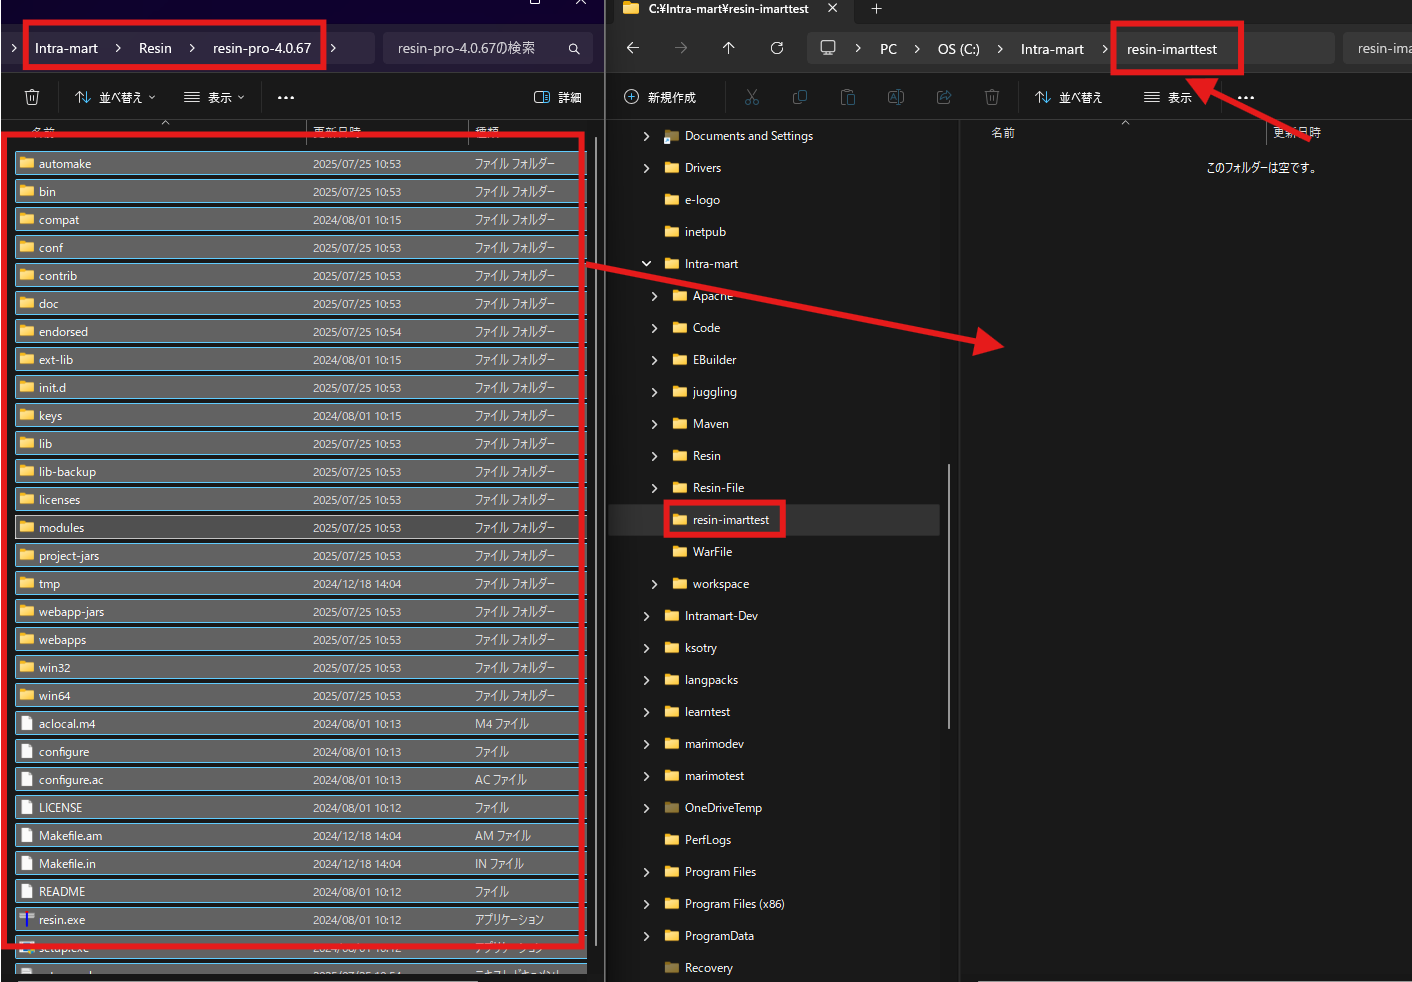 Intra-mart > Resin > resin-pro-4.0.67 >
resin-pro-4.0.67の検索
並べ替え
表示
詳細
名前
更新日時
種類
automake 2025/07/25 10:53 ファイル フォルダー
bin 2025/07/25 10:53 ファイル フォルダー
compat 2024/08/01 10:15 ファイル フォルダー
conf 2025/07/25 10:53 ファイル フォルダー
contrib 2025/07/25 10:53 ファイル フォルダー
doc 2025/07/25 10:53 ファイル フォルダー
endorsed 2025/07/25 10:54 ファイル フォルダー
ext-lib 2024/08/01 10:15 ファイル フォルダー
init.d 2025/07/25 10:53 ファイル フォルダー
keys 2024/08/01 10:15 ファイル フォルダー
lib 2025/07/25 10:53 ファイル フォルダー
lib-backup 2025/07/25 10:53 ファイル フォルダー
licenses 2025/07/25 10:53 ファイル フォルダー
modules 2025/07/25 10:53 ファイル フォルダー
project-jars 2025/07/25 10:53 ファイル フォルダー
tmp 2024/12/18 14:04 ファイル フォルダー
webapp-jars 2025/07/25 10:53 ファイル フォルダー
webapps 2025/07/25 10:53 ファイル フォルダー
win32 2025/07/25 10:53 ファイル フォルダー
win64 2025/07/25 10:53 ファイル フォルダー
aclocal.m4 2024/08/01 10:13 M4 ファイル
configure 2024/08/01 10:13 ファイル
configure.ac 2024/08/01 10:13 AC ファイル
LICENSE 2024/08/01 10:12 ファイル
Makefile.am 2024/12/18 14:04 AM ファイル
Makefile.in 2024/12/18 14:04 IN ファイル
README 2024/08/01 10:12 ファイル
resin.exe 2024/08/01 10:12 アプリケーション
setup.exe 2024/08/01 10:12 アプリケーション
C:¥Intra-mart¥resin-imarttest
PC > OS (C:) > Intra-mart > resin-imarttest
resin-ima
新規作成
並べ替え
表示
Documents and Settings
Drivers
e-logo
inetpub
Intra-mart
Apache
Code
EBuilder
juggling
Maven
Resin
Resin-File
resin-imarttest
WarFile
workspace
Intramart-Dev
ksotry
langpacks
learntest
marimodev
marimotest
OneDriveTemp
PerfLogs
Program Files
Program Files (x86)
ProgramData
Recovery
名前
更新日時
このフォルダーは空です。